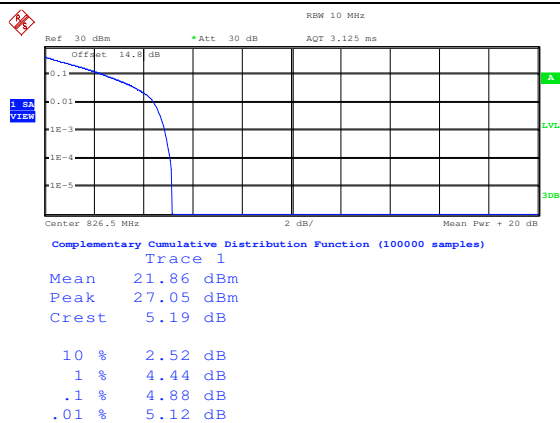 RBW 10 MHz
Ref 30 dBm * Att 30 dB AQT 3.125 ms
Offset 14.8 dB
0.1
A
0.01
1 SA
VIEW
1E-3
LVL
1E-4
1E-5
3DB
Center 826.5 MHz 2 dB/ Mean Pwr + 20 dB
Complementary Cumulative Distribution Function (100000 samples)
Trace 1
Mean 21.86 dBm
Peak 27.05 dBm
Crest 5.19 dB
10 % 2.52 dB
1 % 4.44 dB
.1 % 4.88 dB
.01 % 5.12 dB